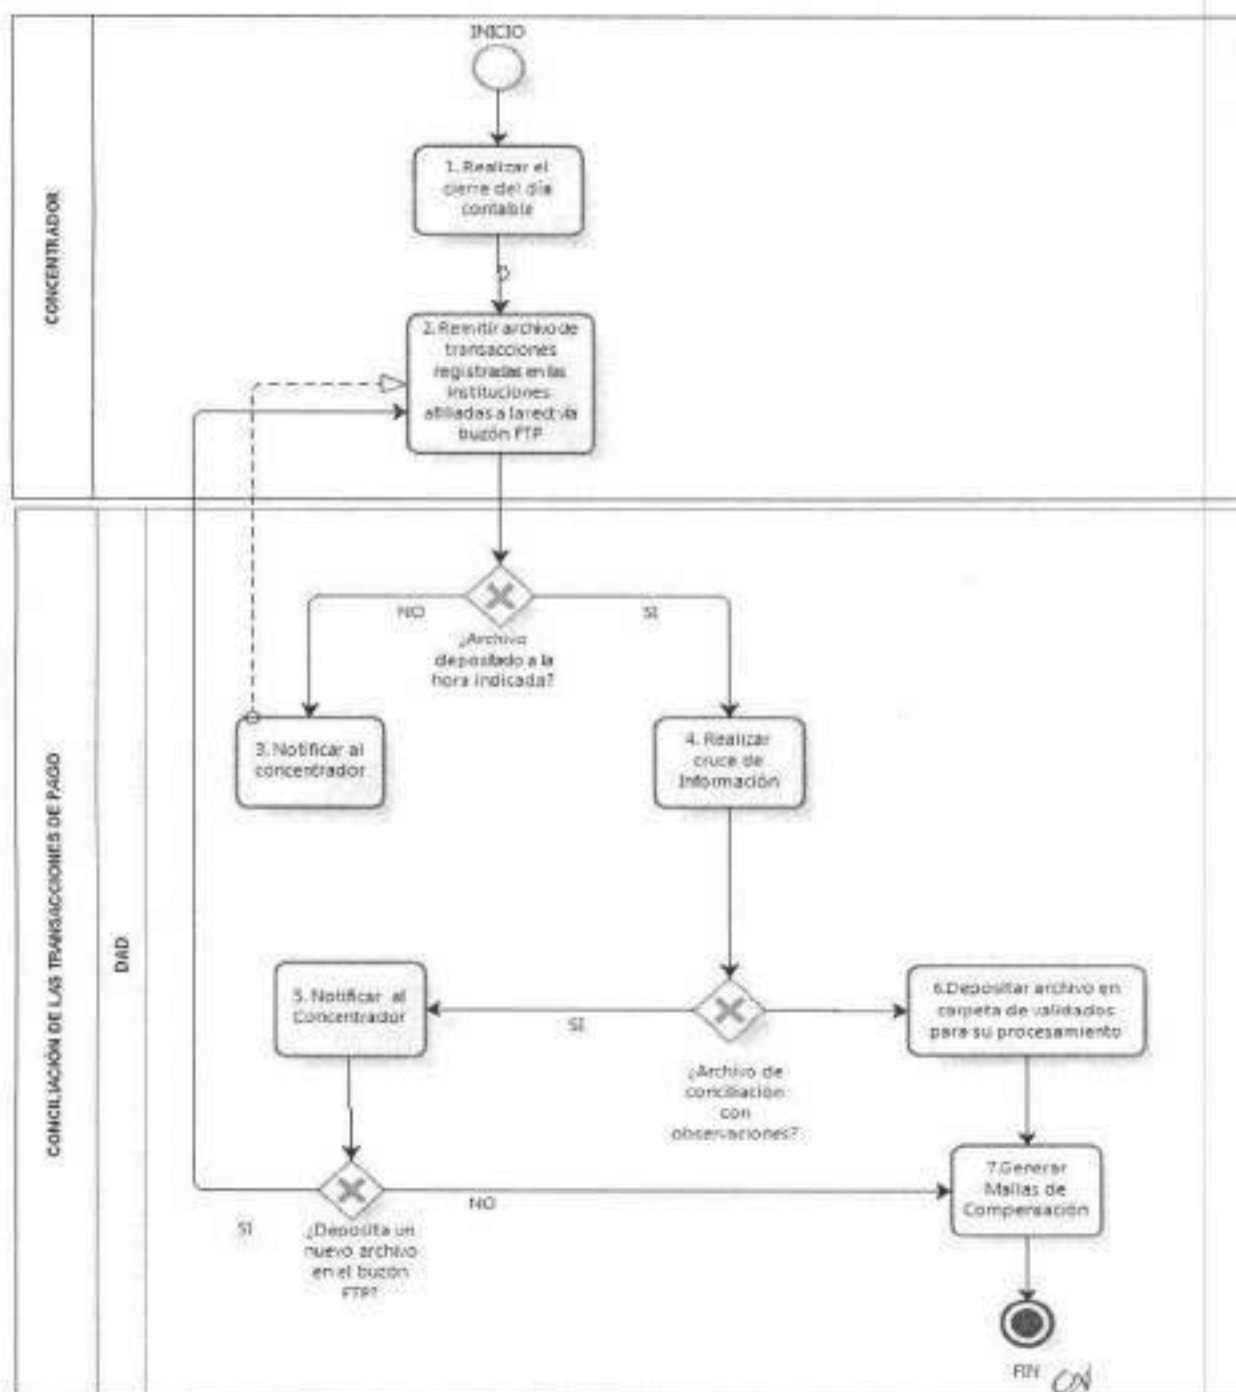 INICIO
CONCENTRADOR
1. Realizar el
cierre del día
contable
2. Remitir archivo de
transacciones
registradas en las
instituciones
afiliadas a la red, vía
buzón FTP
CONCILIACIÓN DE LAS TRANSACCIONES DE PAGO
DAD
NO
SI
¿Archivo
depositado a la
hora indicada?
3. Notificar al
concentrador
4. Realizar
cruce de
Información
5. Notificar al
Concentrador
SI
6.Depositar archivo en
carpeta de validados
para su procesamiento
¿Archivo de
conciliación
con
observaciones?
7.Generar
Mallas de
Compensación
SI
NO
¿Deposita un
nuevo archivo
en el buzón
FTP?
FIN